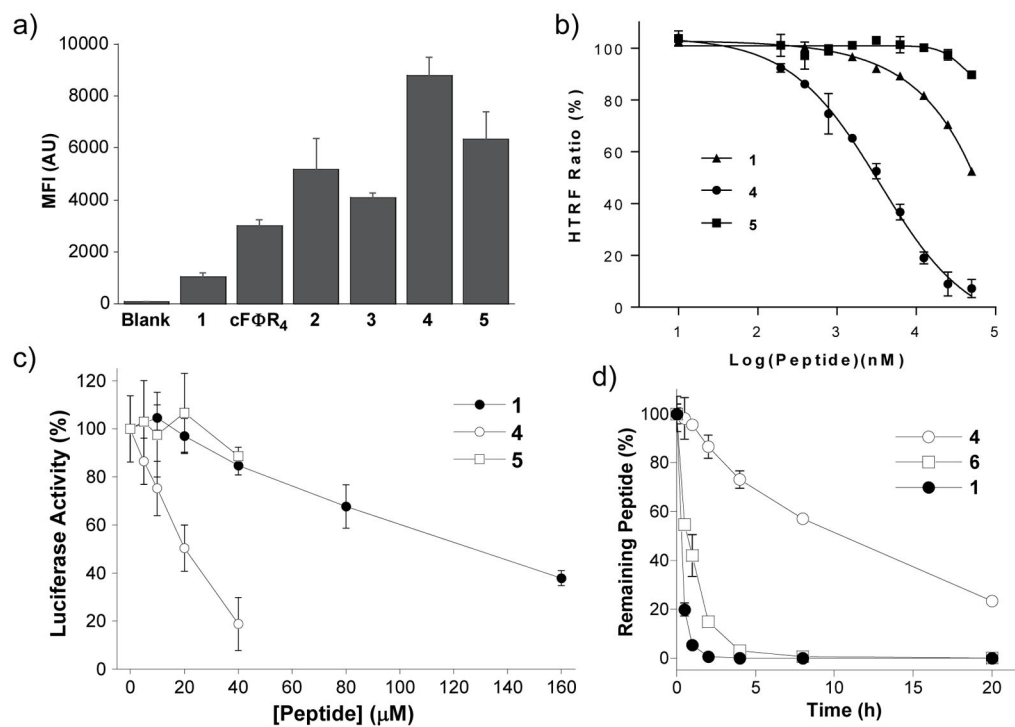 a)
10000
8000
6000
4000
2000
0
MFI (AU)
Blank 1 cFΦR4 2 3 4 5
b)
100
80
60
40
20
0
HTRF Ratio (%)
1
4
5
1 2 3 4 5
Log(Peptide)(nM)
c)
120
100
80
60
40
20
0
Luciferase Activity (%)
1
4
5
0 20 40 60 80 100 120 140 160
[Peptide] (μM)
d)
100
80
60
40
20
0
Remaining Peptide (%)
4
6
1
0 5 10 15 20
Time (h)